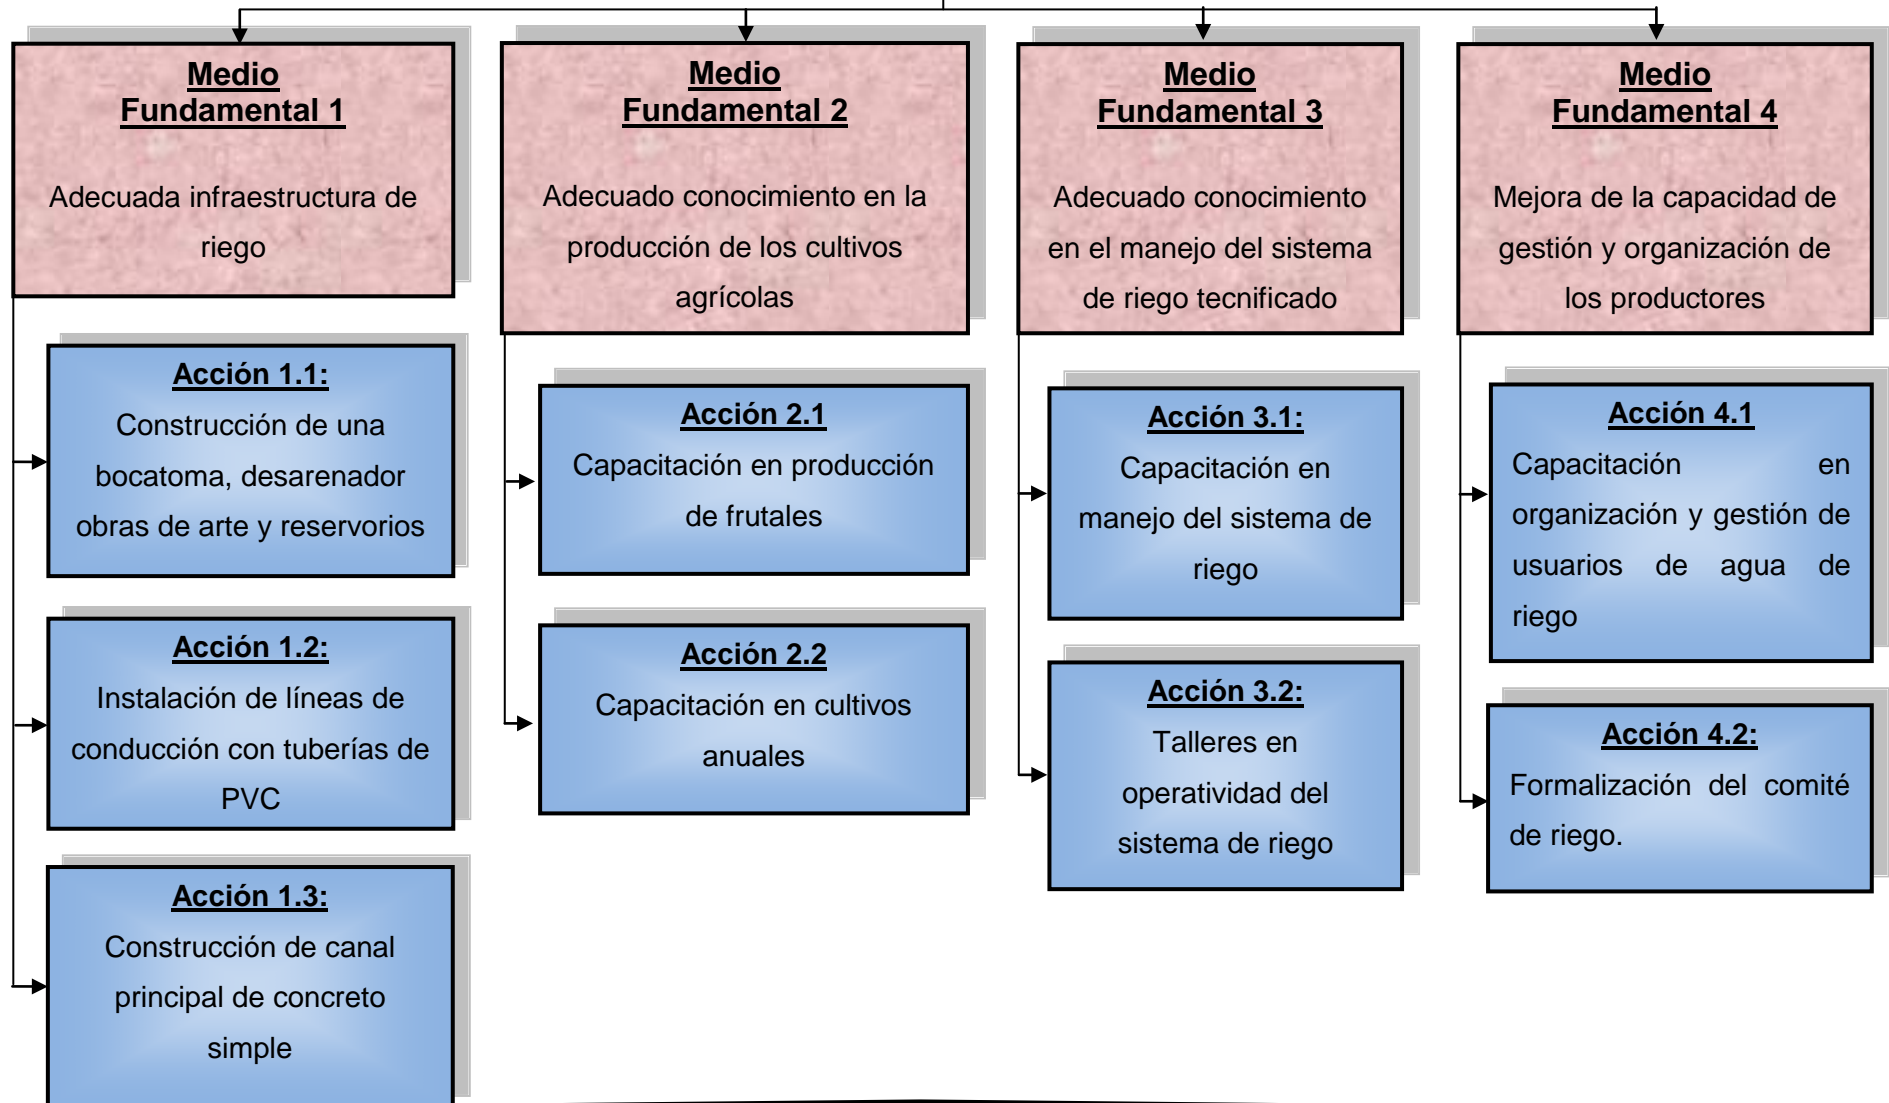 Medio
Fundamental 1
Adecuada infraestructura de
riego
Medio
Fundamental 2
Adecuado conocimiento en la
producción de los cultivos
agrícolas
Medio
Fundamental 3
Adecuado conocimiento
en el manejo del sistema
de riego tecnificado
Medio
Fundamental 4
Mejora de la capacidad de
gestión y organización de
los productores
Acción 1.1:
Construcción de una
bocatoma, desarenador
obras de arte y reservorios
Acción 1.2:
Instalación de líneas de
conducción con tuberías de
PVC
Acción 1.3:
Construcción de canal
principal de concreto
simple
Acción 2.1
Capacitación en producción
de frutales
Acción 2.2
Capacitación en cultivos
anuales
Acción 3.1:
Capacitación en
manejo del sistema de
riego
Acción 3.2:
Talleres en
operatividad del
sistema de riego
Acción 4.1
Capacitación en
organización y gestión de
usuarios de agua de
riego
Acción 4.2:
Formalización del comité
de riego.